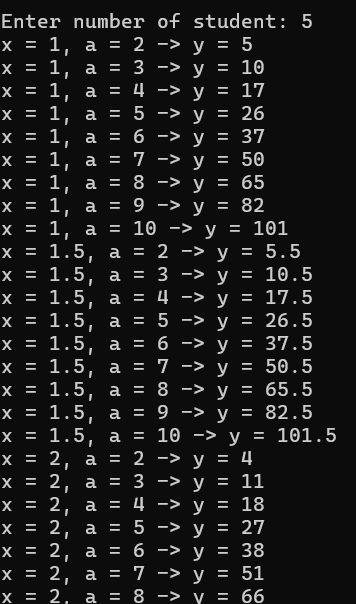 Enter number of student: 5
x = 1, a = 2 -> y = 5
x = 1, a = 3 -> y = 10
x = 1, a = 4 -> y = 17
x = 1, a = 5 -> y = 26
x = 1, a = 6 -> y = 37
x = 1, a = 7 -> y = 50
x = 1, a = 8 -> y = 65
x = 1, a = 9 -> y = 82
x = 1, a = 10 -> y = 101
x = 1.5, a = 2 -> y = 5.5
x = 1.5, a = 3 -> y = 10.5
x = 1.5, a = 4 -> y = 17.5
x = 1.5, a = 5 -> y = 26.5
x = 1.5, a = 6 -> y = 37.5
x = 1.5, a = 7 -> y = 50.5
x = 1.5, a = 8 -> y = 65.5
x = 1.5, a = 9 -> y = 82.5
x = 1.5, a = 10 -> y = 101.5
x = 2, a = 2 -> y = 4
x = 2, a = 3 -> y = 11
x = 2, a = 4 -> y = 18
x = 2, a = 5 -> y = 27
x = 2, a = 6 -> y = 38
x = 2, a = 7 -> y = 51
x = 2, a = 8 -> y = 66